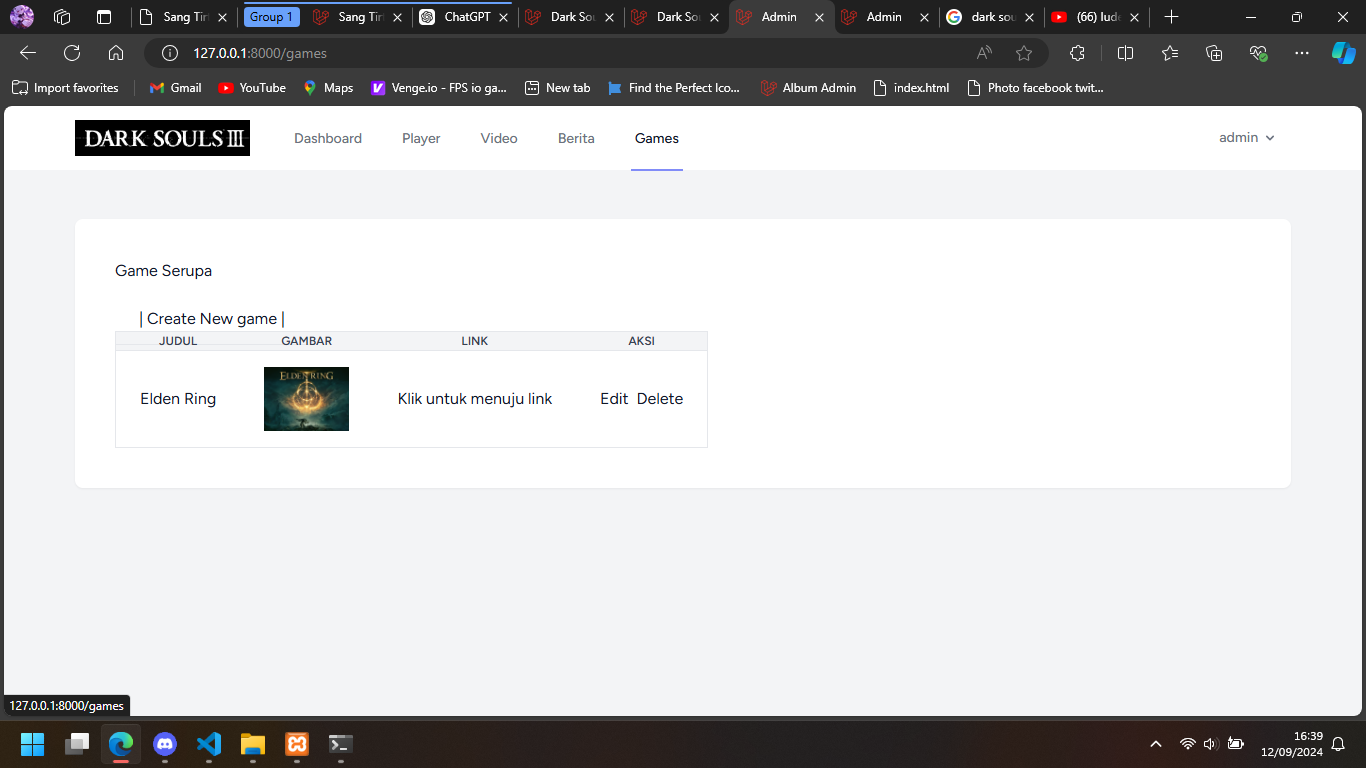 Sang Tir
Group 1
Sang Tir
ChatGPT
Dark So
Dark So
Admin
Admin
dark sou
(66) lude
127.0.0.1:8000/games
Import favorites
Gmail
YouTube
Maps
Venge.io - FPS io ga...
New tab
Find the Perfect Ico...
Album Admin
index.html
Photo facebook twit...
DARK SOULS III
Dashboard
Player
Video
Berita
Games
admin
Game Serupa
| Create New game |
JUDUL GAMBAR LINK AKSI
ELDEN RING
Elden Ring Klik untuk menuju link Edit Delete
127.0.0.1:8000/games
16:39
12/09/2024